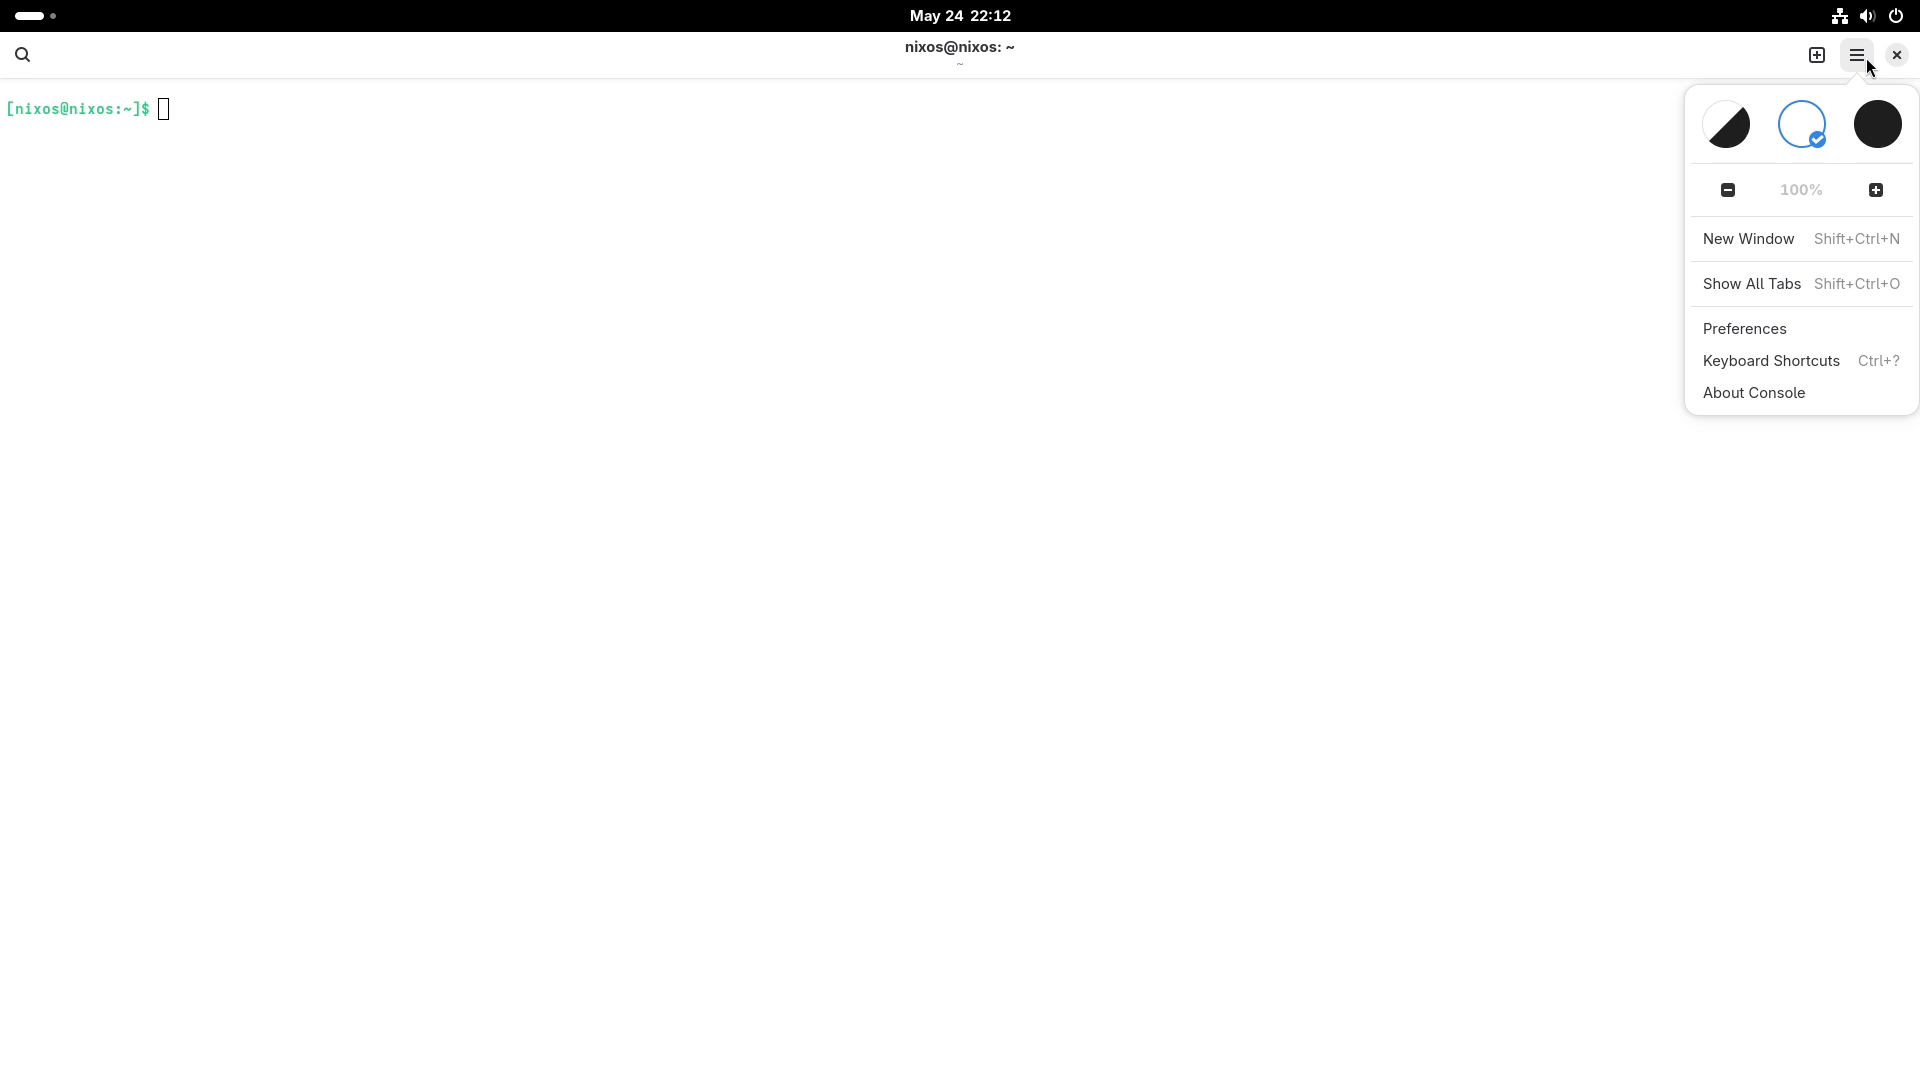 May 24 22:12
nixos@nixos: ~
~
[nixos@nixos:~]$
100%
New Window Shift+Ctrl+N
Show All Tabs Shift+Ctrl+O
Preferences
Keyboard Shortcuts Ctrl+?
About Console